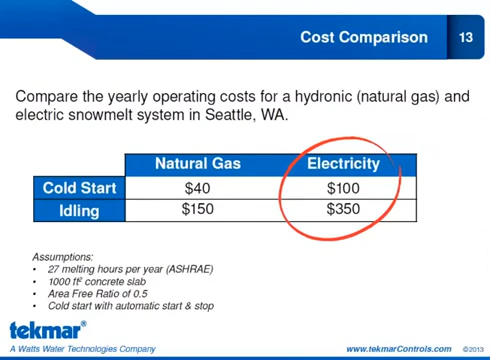 Cost Comparison 13
Compare the yearly operating costs for a hydronic (natural gas) and
electric snowmelt system in Seattle, WA.
Natural Gas Electricity
Cold Start $40 $100
Idling $150 $350
Assumptions:
• 27 melting hours per year (ASHRAE)
• 1000 ft² concrete slab
• Area Free Ratio of 0.5
• Cold start with automatic start & stop
tekmar®
A Watts Water Technologies Company www.tekmarControls.com ©2013